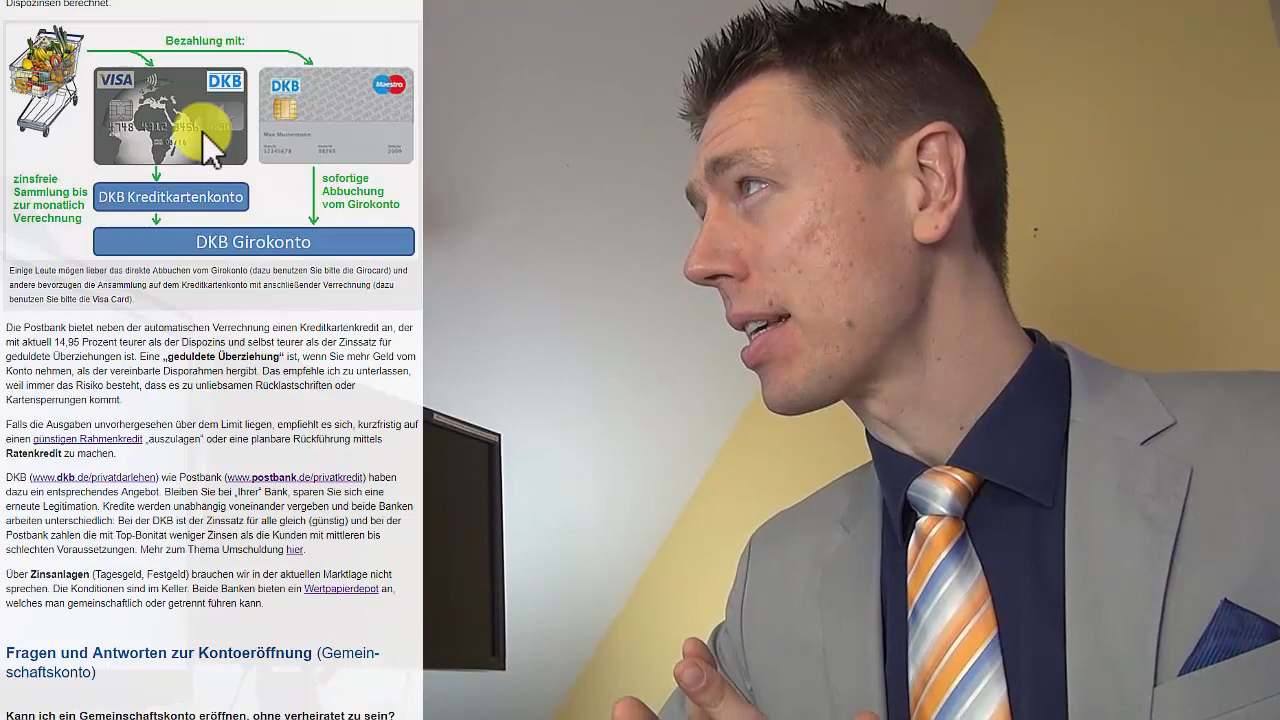 Dispozinsen berechnet.
Bezahlung mit:
VISA DKB
DKB Maestro
Max Mustermann
12345678
2009
zinsfreie
Sammlung bis
zur monatlich
Verrechnung
sofortige
Abbuchung
vom Girokonto
DKB Kreditkartenkonto
DKB Girokonto
Einige Leute mögen lieber das direkte Abbuchen vom Girokonto (dazu benutzen Sie bitte die Girocard) und
andere bevorzugen die Ansammlung auf dem Kreditkartenkonto mit anschließender Verrechnung (dazu
benutzen Sie bitte die Visa Card).
Die Postbank bietet neben der automatischen Verrechnung einen Kreditkartenkredit an, der
mit aktuell 14,95 Prozent teurer als der Dispozins und selbst teurer als die Zinssatz für
geduldete Überziehungen ist. Eine „geduldete Überziehung“ ist, wenn Sie mehr Geld vom
Konto nehmen, als der vereinbarte Disporahmen hergibt. Das empfehle ich zu unterlassen,
weil immer das Risiko besteht, dass es zu unliebsamen Rücklastschriften oder
Kartensperrungen kommt.
Falls die Ausgaben unvorhergesehen über dem Limit liegen, empfiehlt es sich, kurzfristig auf
einen günstigen Rahmenkredit „auszulagen“ oder eine planbare Rückführung mittels
Ratenkredit zu machen.
DKB (www.dkb.de/privatdarlehen) wie Postbank (www.postbank.de/privatkredit) haben
dazu ein entsprechendes Angebot. Bleiben Sie bei „Ihrer“ Bank, sparen Sie sich eine
erneute Legitimation. Kredite werden unabhängig voneinander vergeben und beide Banken
arbeiten unterschiedlich: Bei der DKB ist der Zinssatz für alle gleich (günstig) und bei der
Postbank zahlen die mit Top-Bonität weniger Zinsen als die Kunden mit mittleren bis
schlechten Voraussetzungen. Mehr zum Thema Umschuldung hier.
Über Zinsanlagen (Tagesgeld, Festgeld) brauchen wir in der aktuellen Marktlage nicht
sprechen. Die Konditionen sind im Keller. Beide Banken bieten ein Wertpapierdepot an,
welches man gemeinschaftlich oder getrennt führen kann.
Fragen und Antworten zur Kontoeröffnung (Gemein-
schaftskonto)
Kann ich ein Gemeinschaftskonto eröffnen, ohne verheiratet zu sein?